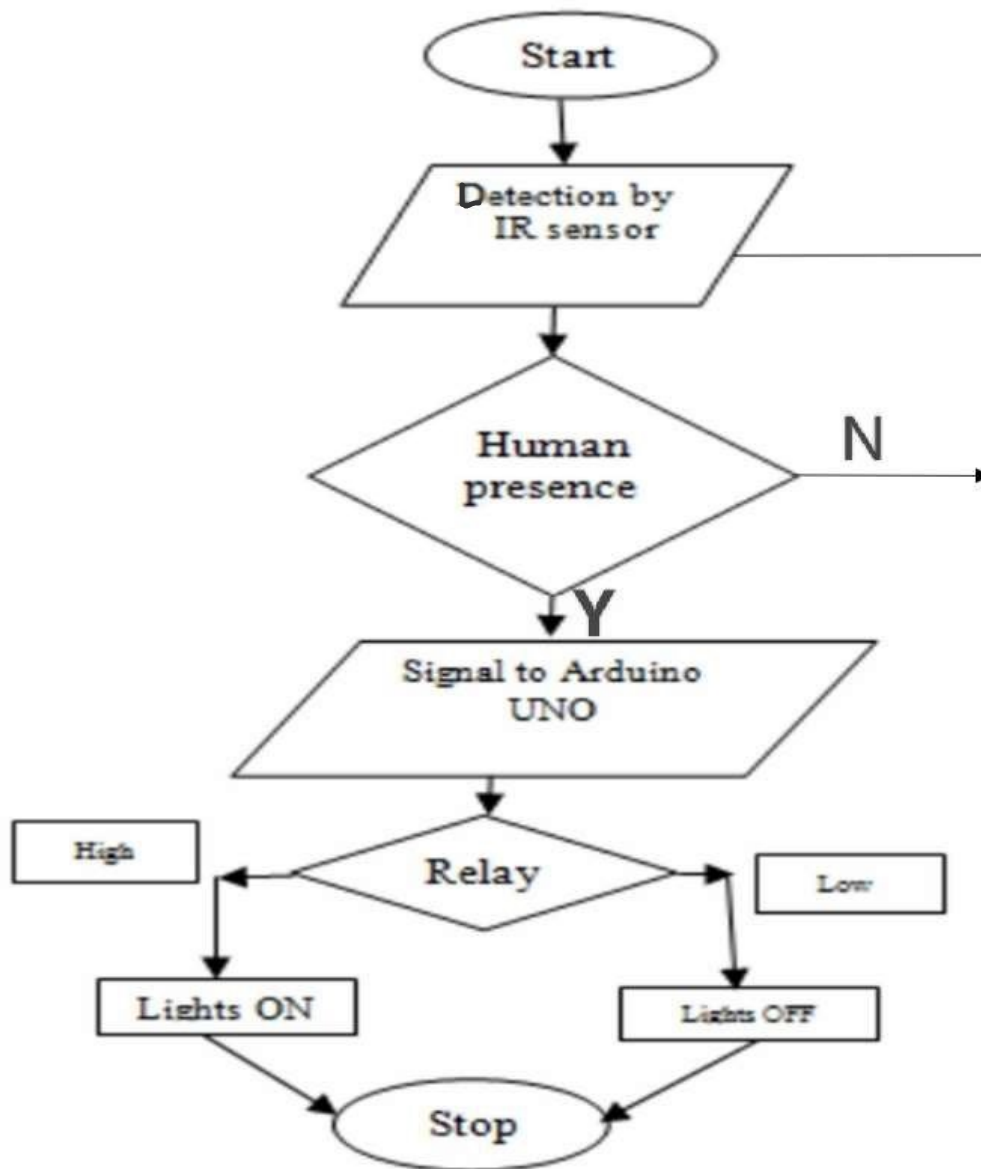 Start
Detection by
IR sensor
Human
presence
N
Y
Signal to Arduino
UNO
High
Relay
Low
Lights ON
Lights OFF
Stop